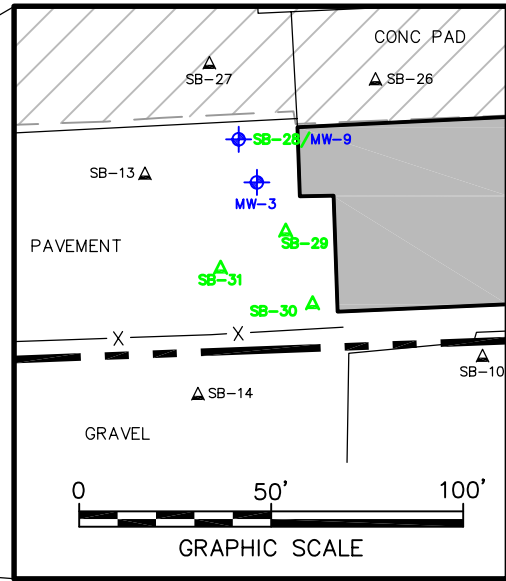 CONC PAD
SB-27
SB-26
SB-28/MW-9
SB-13
MW-3
SB-29
PAVEMENT
SB-31
SB-30
X X
SB-10
SB-14
GRAVEL
0 50' 100'
GRAPHIC SCALE